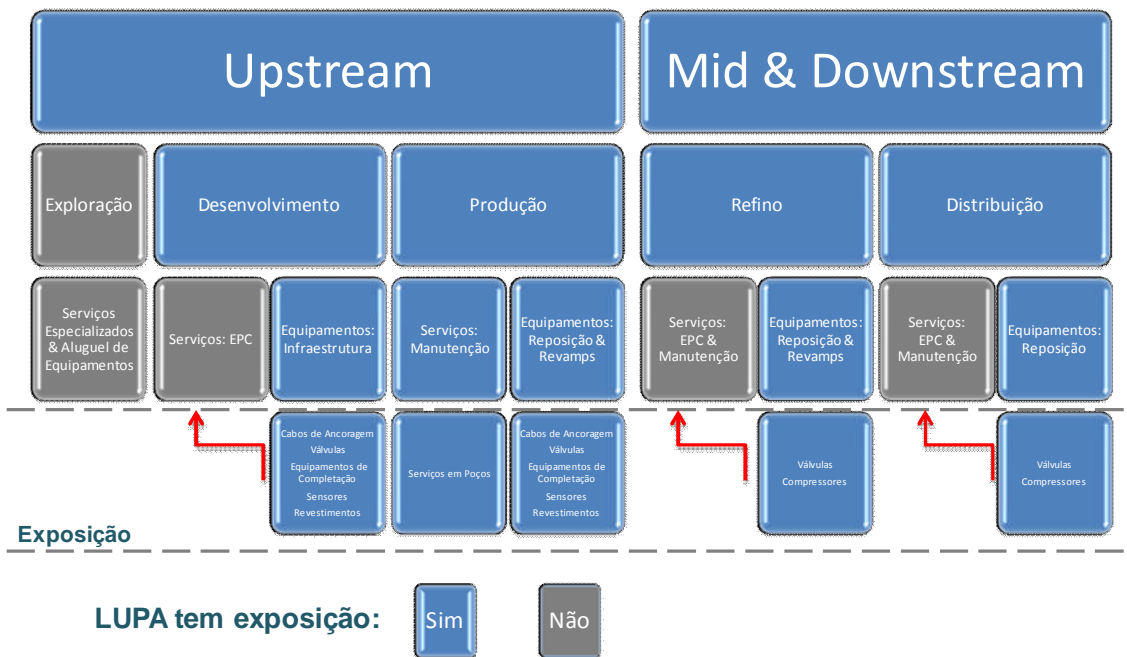 Upstream
Mid & Downstream
Exploração
Desenvolvimento
Produção
Refino
Distribuição
Serviços
Especializados
& Aluguel de
Equipamentos
Serviços: EPC
Equipamentos:
Infraestrutura
Serviços:
Manutenção
Equipamentos:
Reposição &
Revamps
Serviços:
EPC &
Manutenção
Equipamentos:
Reposição &
Revamps
Serviços:
EPC &
Manutenção
Equipamentos:
Reposição
Cabos de Ancoragem
Válvulas
Equipamentos de
Completação
Sensores
Revestimentos
Serviços em Poços
Cabos de Ancoragem
Válvulas
Equipamentos de
Completação
Sensores
Revestimentos
Válvulas
Compressores
Válvulas
Compressores
Exposição
LUPA tem exposição:
Sim
Não